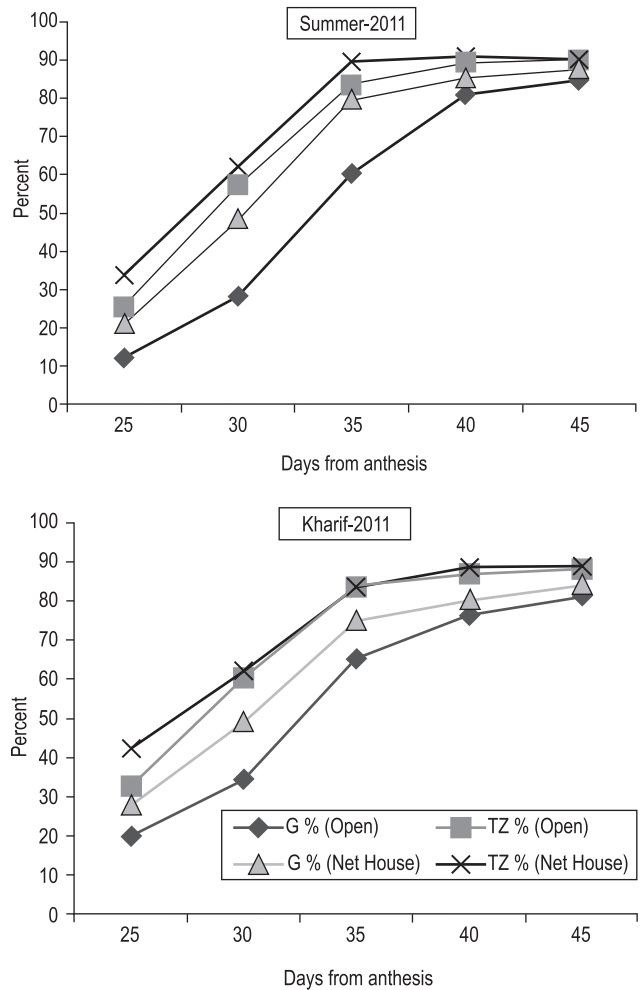 Summer-2011
100
90
80
70
60
50
40
30
20
10
0
Percent
25 30 35 40 45
Days from anthesis
Kharif-2011
100
90
80
70
60
50
40
30
20
10
0
Percent
G % (Open) TZ % (Open)
G % (Net House) TZ % (Net House)
25 30 35 40 45
Days from anthesis